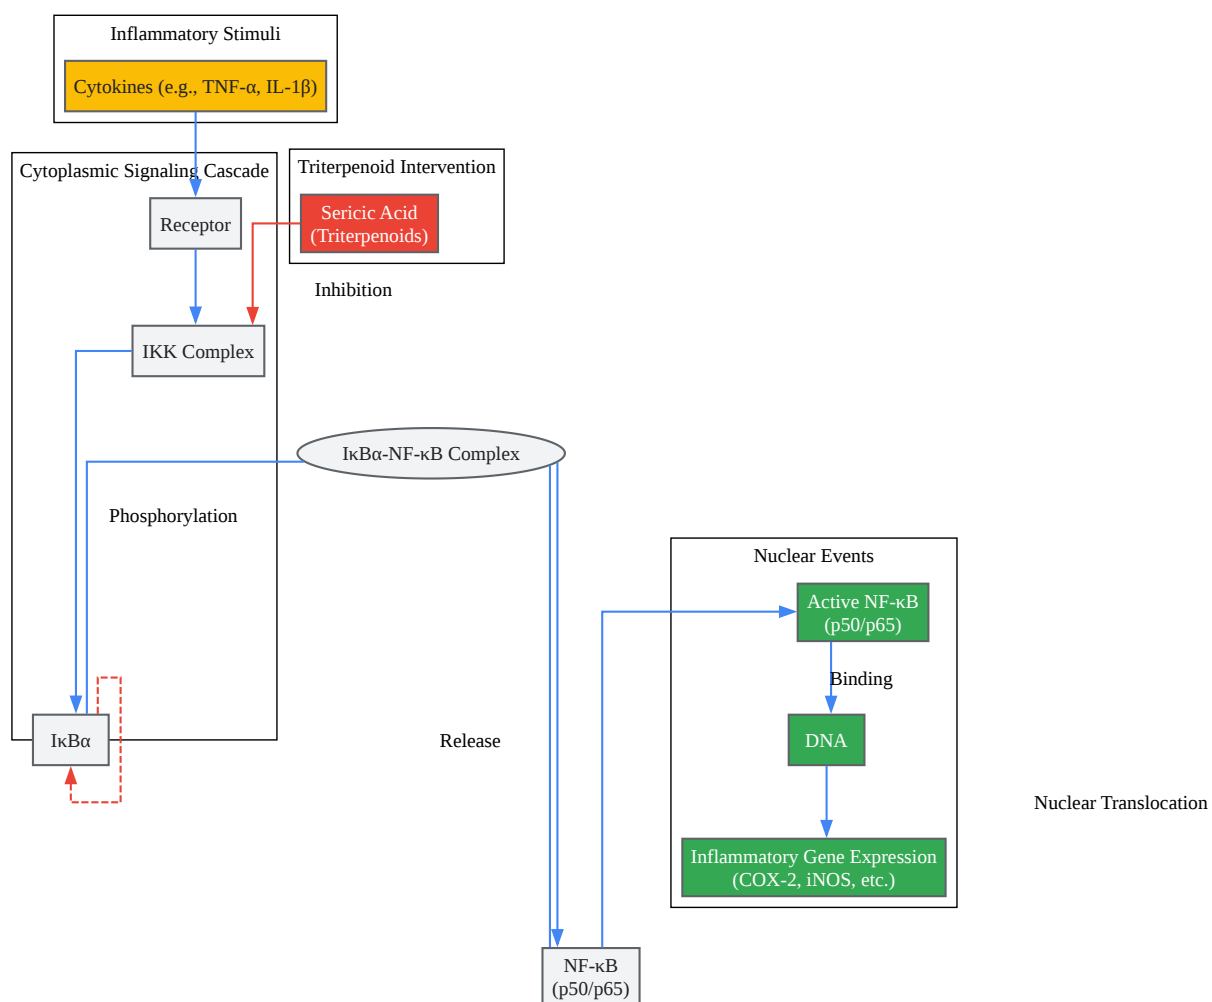 Inflammatory Stimuli
Cytokines (e.g., TNF-α, IL-1β)
Cytoplasmic Signaling Cascade
Triterpenoid Intervention
Receptor
Sericic Acid
(Triterpenoids)
Inhibition
IKK Complex
IκBα-NF-κB Complex
Phosphorylation
Nuclear Events
Active NF-κB
(p50/p65)
Binding
IκBα
Release
DNA
Nuclear Translocation
Inflammatory Gene Expression
(COX-2, iNOS, etc.)
NF-κB
(p50/p65)